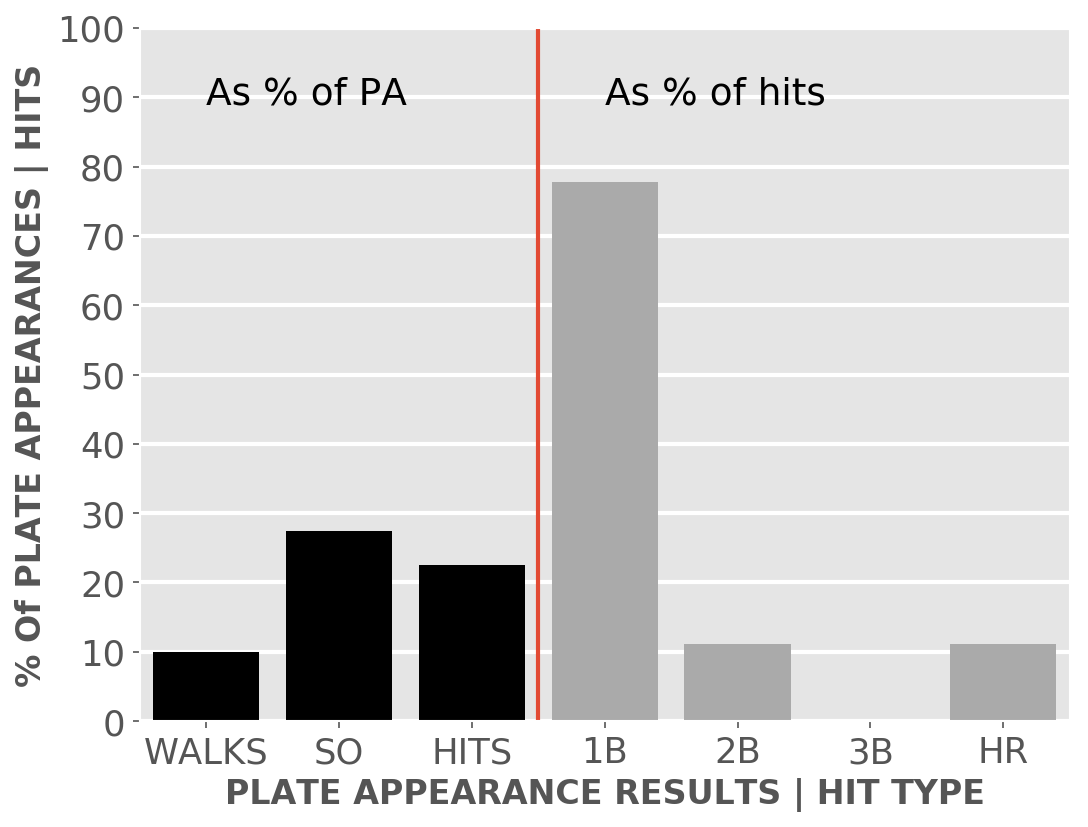 100
90
80
70
60
50
40
30
20
10
0
% Of PLATE APPEARANCES | HITS
As % of PA
As % of hits
WALKS SO HITS 1B 2B 3B HR
PLATE APPEARANCE RESULTS | HIT TYPE